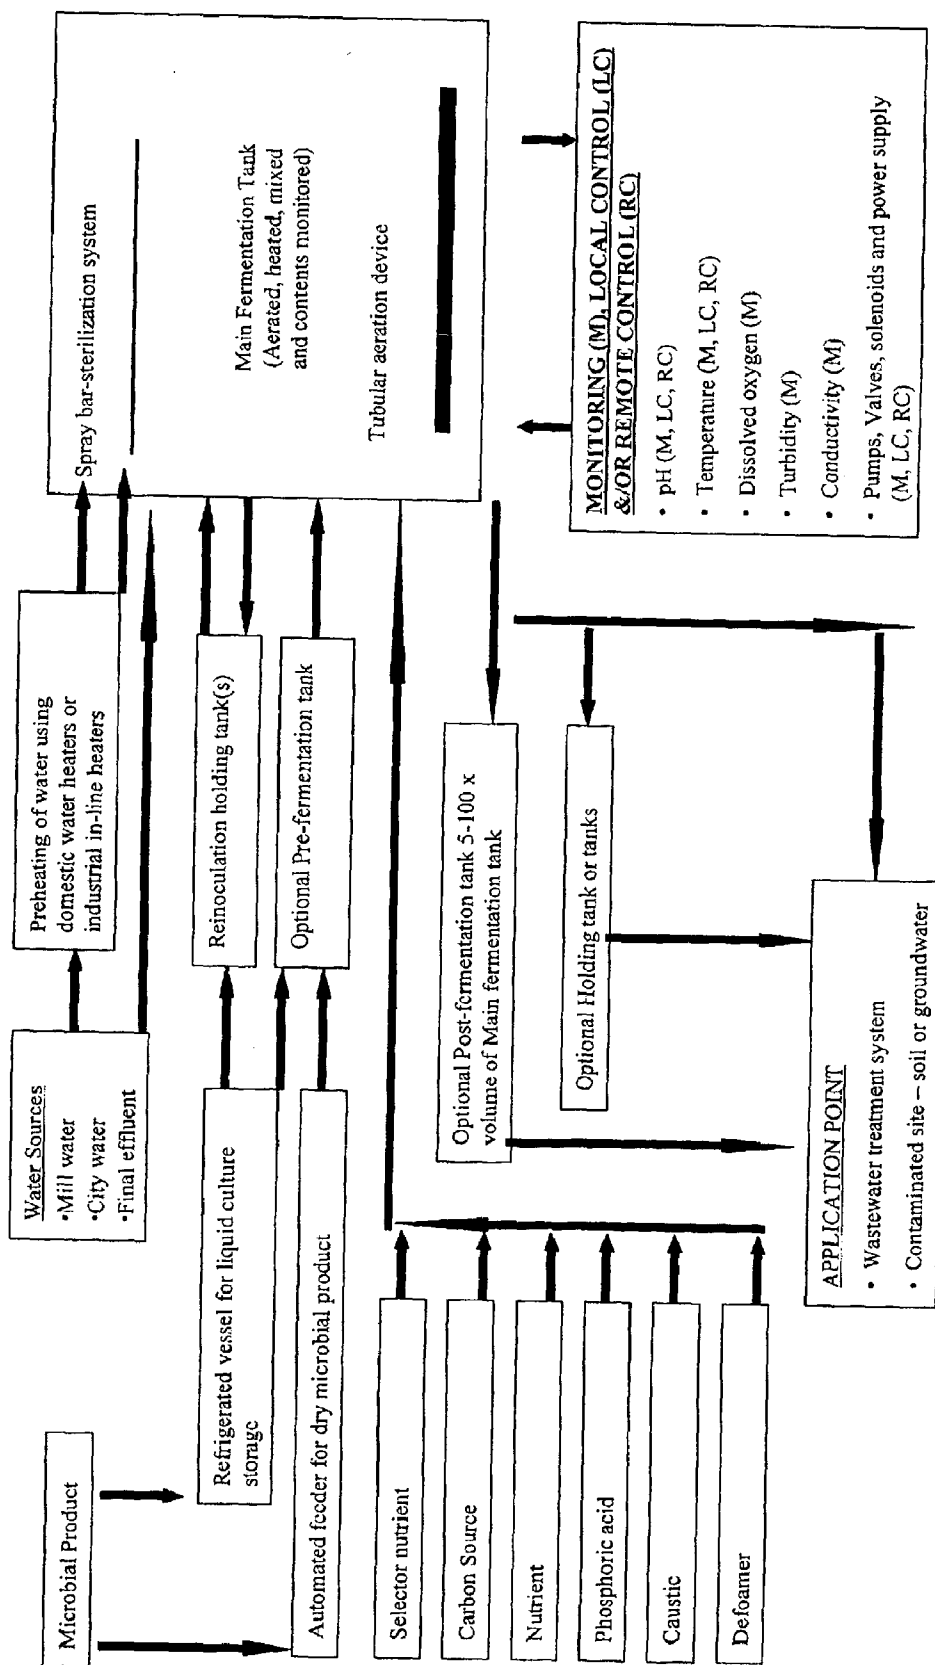 Microbial Product
Water Sources
•Mill water
•City water
•Final effluent
Preheating of water using
domestic water heaters or
industrial in-line heaters
Spray bar-sterilization system
Main Fermentation Tank
(Aerated, heated, mixed
and contents monitored)
Tubular aeration device
Refrigerated vessel for liquid culture
storage
Automated feeder for dry microbial product
Reinoculation holding tank(s)
Optional Pre-fermentation tank
Selector nutrient
Carbon Source
Nutrient
Phosphoric acid
Caustic
Defoamer
Optional Post-fermentation tank 5-100 x
volume of Main fermentation tank
Optional Holding tank or tanks
APPLICATION POINT
• Wastewater treatment system
• Contaminated site – soil or groundwater
MONITORING (M), LOCAL CONTROL (LC)
&/OR REMOTE CONTROL (RC)
• pH (M, LC, RC)
• Temperature (M, LC, RC)
• Dissolved oxygen (M)
• Turbidity (M)
• Conductivity (M)
• Pumps, Valves, solenoids and power supply
(M, LC, RC)